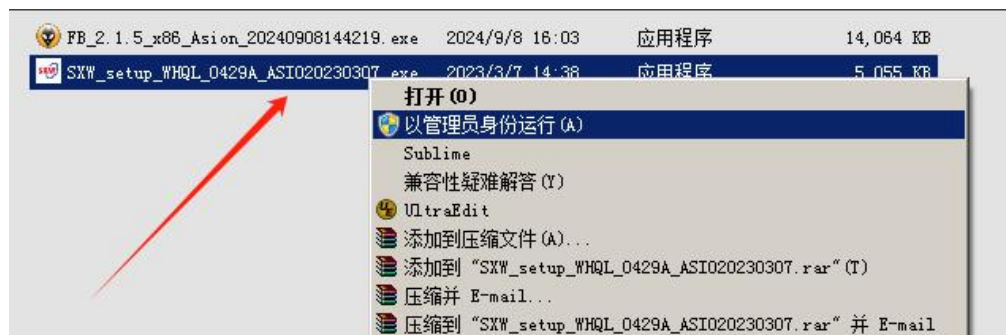 FB_2.1.5_x86_Asion_20240908144219.exe 2024/9/8 16:03 应用程序 14,064 KB
SXW_setup_WHQL_0429A_ASIO20230307.exe 2023/3/7 14:38 应用程序 5,055 KB
打开(O)
以管理员身份运行(A)
Sublime
兼容性疑难解答(Y)
UltraEdit
添加到压缩文件(A)...
添加到 "SXW_setup_WHQL_0429A_ASIO20230307.rar"(T)
压缩并 E-mail...
压缩到 "SXW_setup_WHQL_0429A_ASIO20230307.rar" 并 E-mail